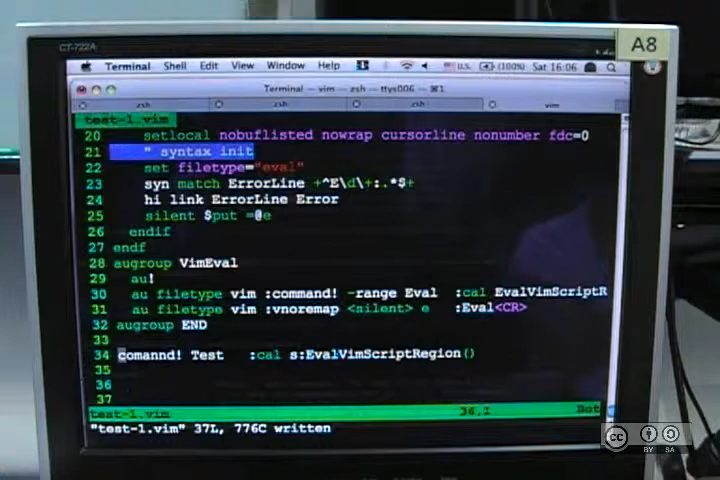 CT-722A
A8
Terminal Shell Edit View Window Help U.S. (100%) Sat 16:06
Terminal — vim — zsh — ttys006 — ⌘1
zsh zsh zsh vim
test-1.vim
20 setlocal nobuflisted nowrap cursorline nonumber fdc=0
21 " syntax init
22 set filetype="eval"
23 syn match ErrorLine +^E\d\+:.*$+
24 hi link ErrorLine Error
25 silent $put =@e
26 endif
27 endf
28 augroup VimEval
29 au!
30 au filetype vim :command! -range Eval :cal EvalVimScriptR
31 au filetype vim :vnoremap <silent> e :Eval<CR>
32 augroup END
33
34 comannd! Test :cal s:EvalVimScriptRegion()
35
36
37
test-1.vim 36,1 Bot
"test-1.vim" 37L, 776C written
cc BY SA